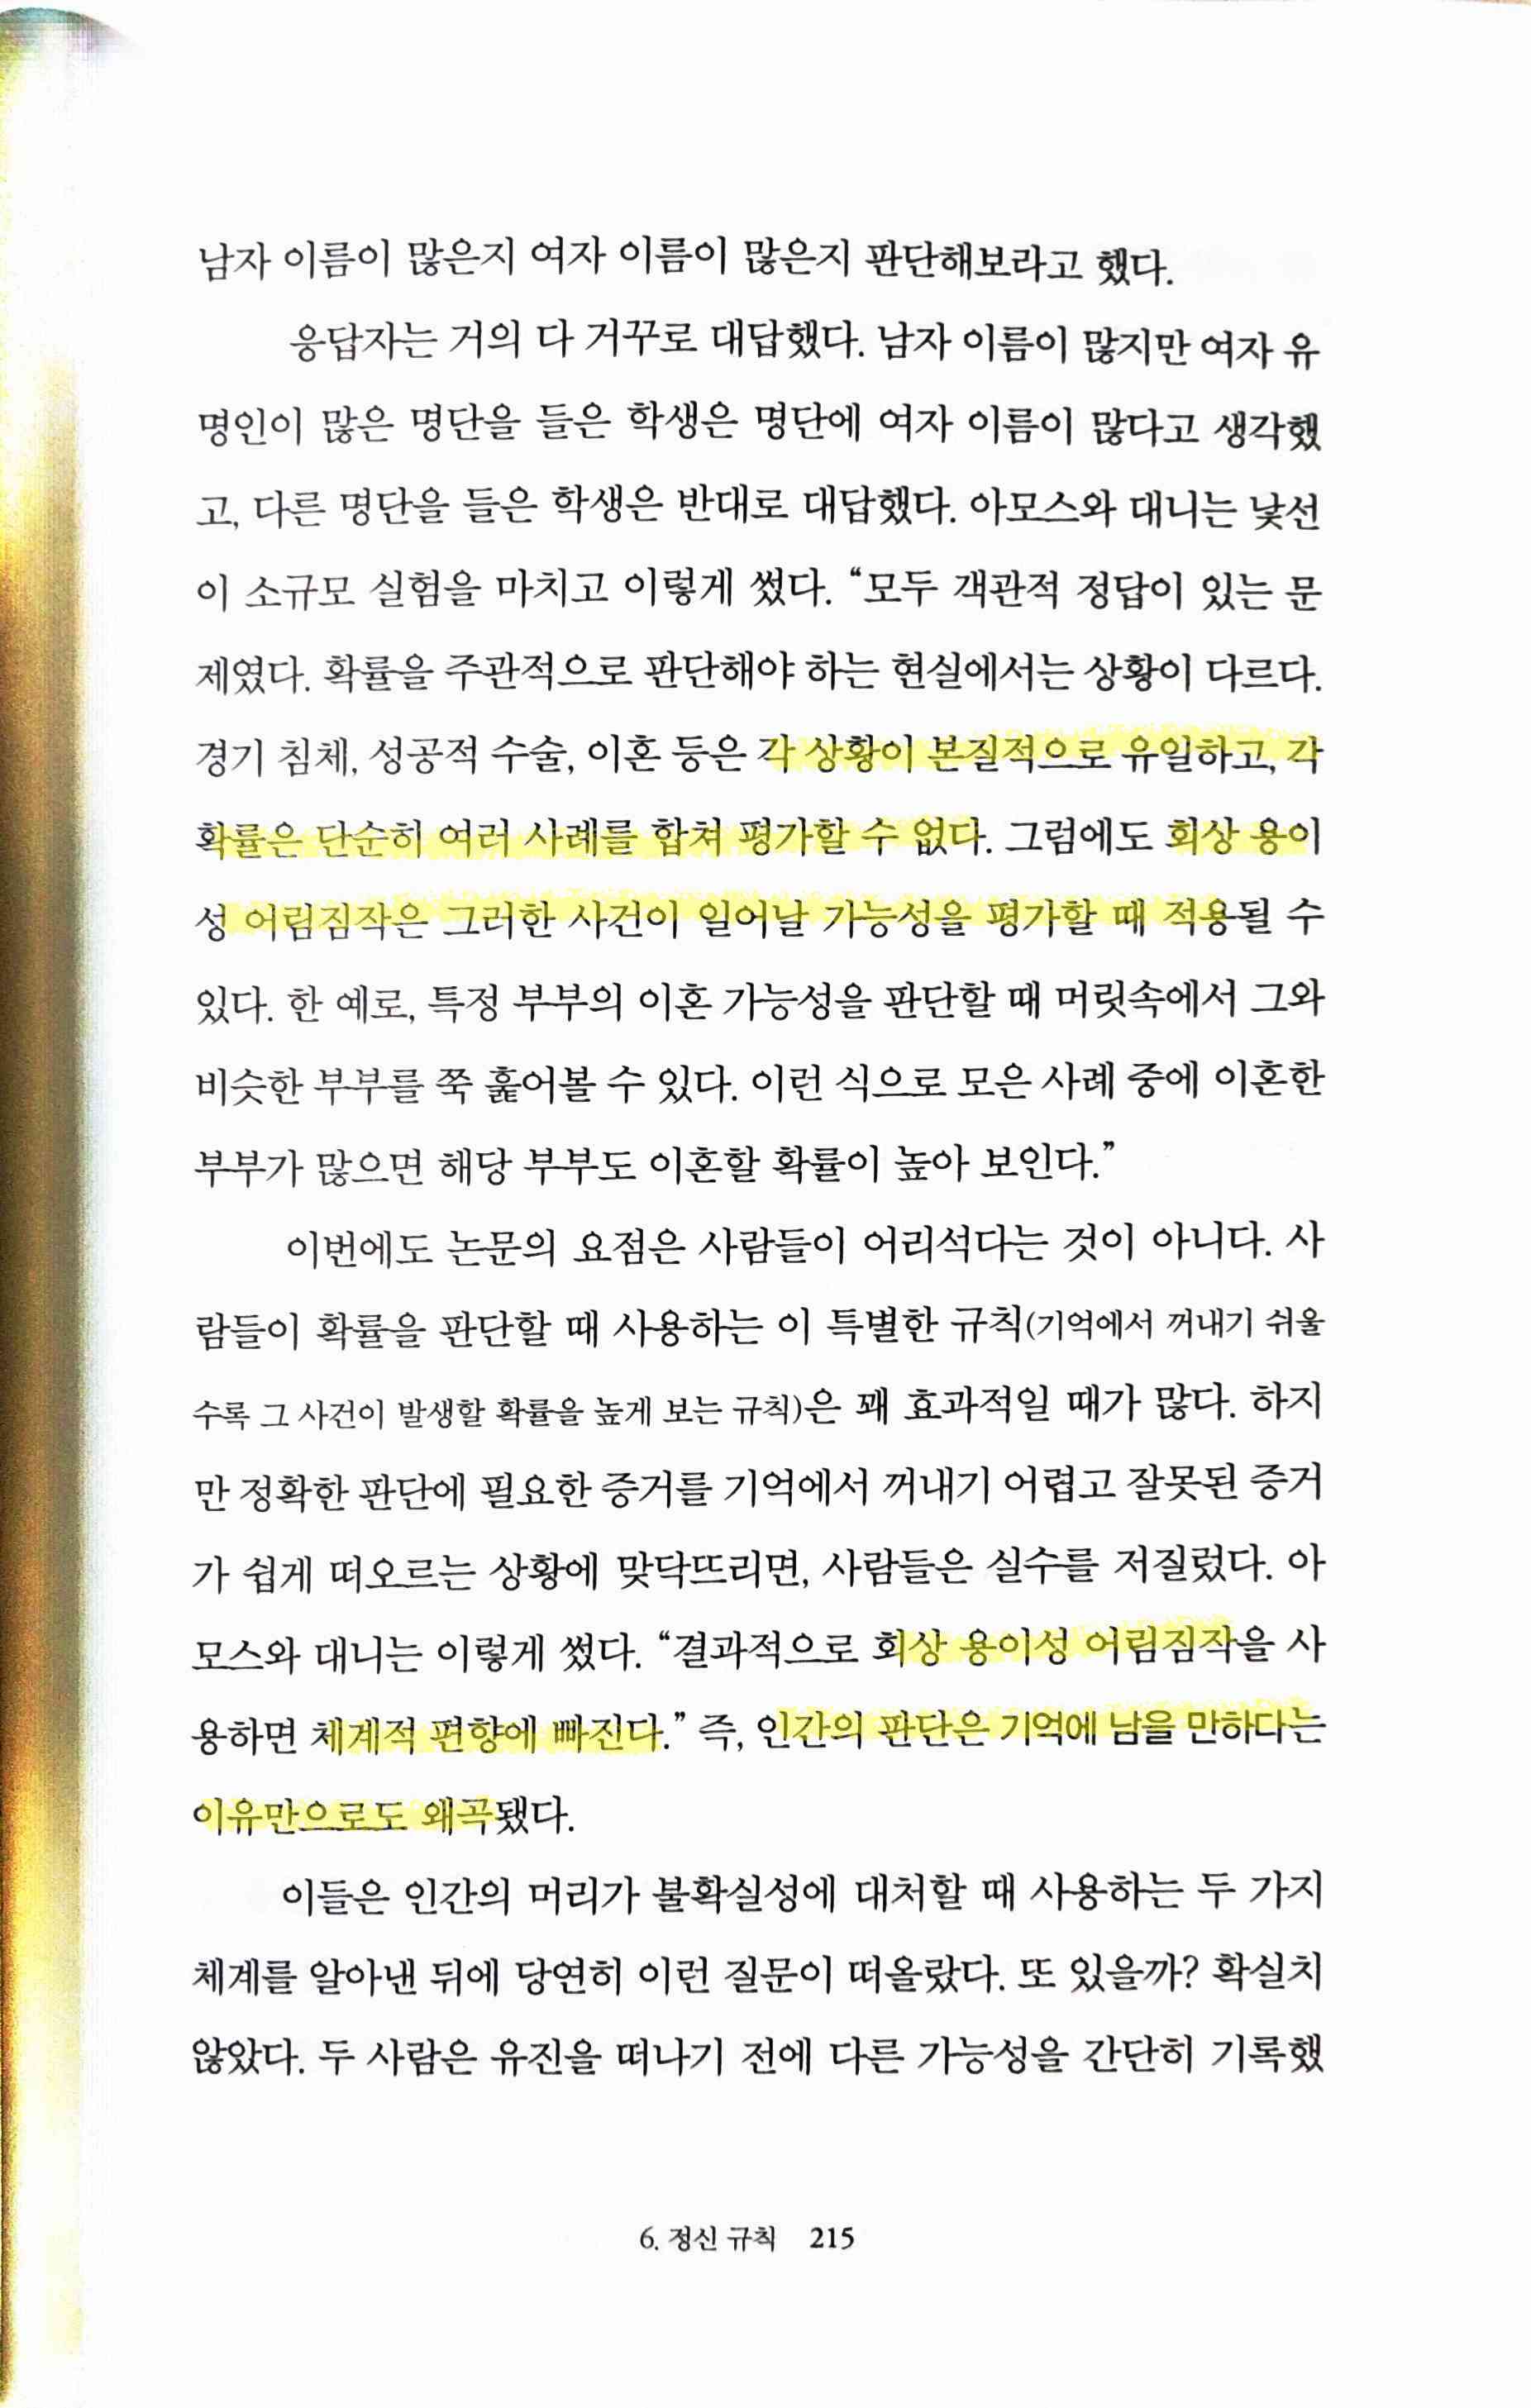 남자 이름이 많은지 여자 이름이 많은지 판단해보라고 했다.
응답자는 거의 다 거꾸로 대답했다. 남자 이름이 많지만 여자 유
명인이 많은 명단을 들은 학생은 명단에 여자 이름이 많다고 생각했
고, 다른 명단을 들은 학생은 반대로 대답했다. 아모스와 대니는 낯선
이 소규모 실험을 마치고 이렇게 썼다. “모두 객관적 정답이 있는 문
제였다. 확률을 주관적으로 판단해야 하는 현실에서는 상황이 다르다.
경기 침체, 성공적 수술, 이혼 등은 각 상황이 본질적으로 유일하고, 각
확률은 단순히 여러 사례를 합쳐 평가할 수 없다. 그럼에도 회상 용이
성 어림짐작은 그러한 사건이 일어날 가능성을 평가할 때 적용될 수
있다. 한 예로, 특정 부부의 이혼 가능성을 판단할 때 머릿속에서 그와
비슷한 부부를 쭉 훑어볼 수 있다. 이런 식으로 모은 사례 중에 이혼한
부부가 많으면 해당 부부도 이혼할 확률이 높아 보인다.”
이번에도 논문의 요점은 사람들이 어리석다는 것이 아니다. 사
람들이 확률을 판단할 때 사용하는 이 특별한 규칙(기억에서 꺼내기 쉬울
수록 그 사건이 발생할 확률을 높게 보는 규칙)은 꽤 효과적일 때가 많다. 하지
만 정확한 판단에 필요한 증거를 기억에서 꺼내기 어렵고 잘못된 증거
가 쉽게 떠오르는 상황에 맞닥뜨리면, 사람들은 실수를 저질렀다. 아
모스와 대니는 이렇게 썼다. “결과적으로 회상 용이성 어림짐작을 사
용하면 체계적 편향에 빠진다.” 즉, 인간의 판단은 기억에 남을 만하다는
이유만으로도 왜곡됐다.
이들은 인간의 머리가 불확실성에 대처할 때 사용하는 두 가지
체계를 알아낸 뒤에 당연히 이런 질문이 떠올랐다. 또 있을까? 확실치
않았다. 두 사람은 유진을 떠나기 전에 다른 가능성을 간단히 기록했
6. 정신 규칙 215